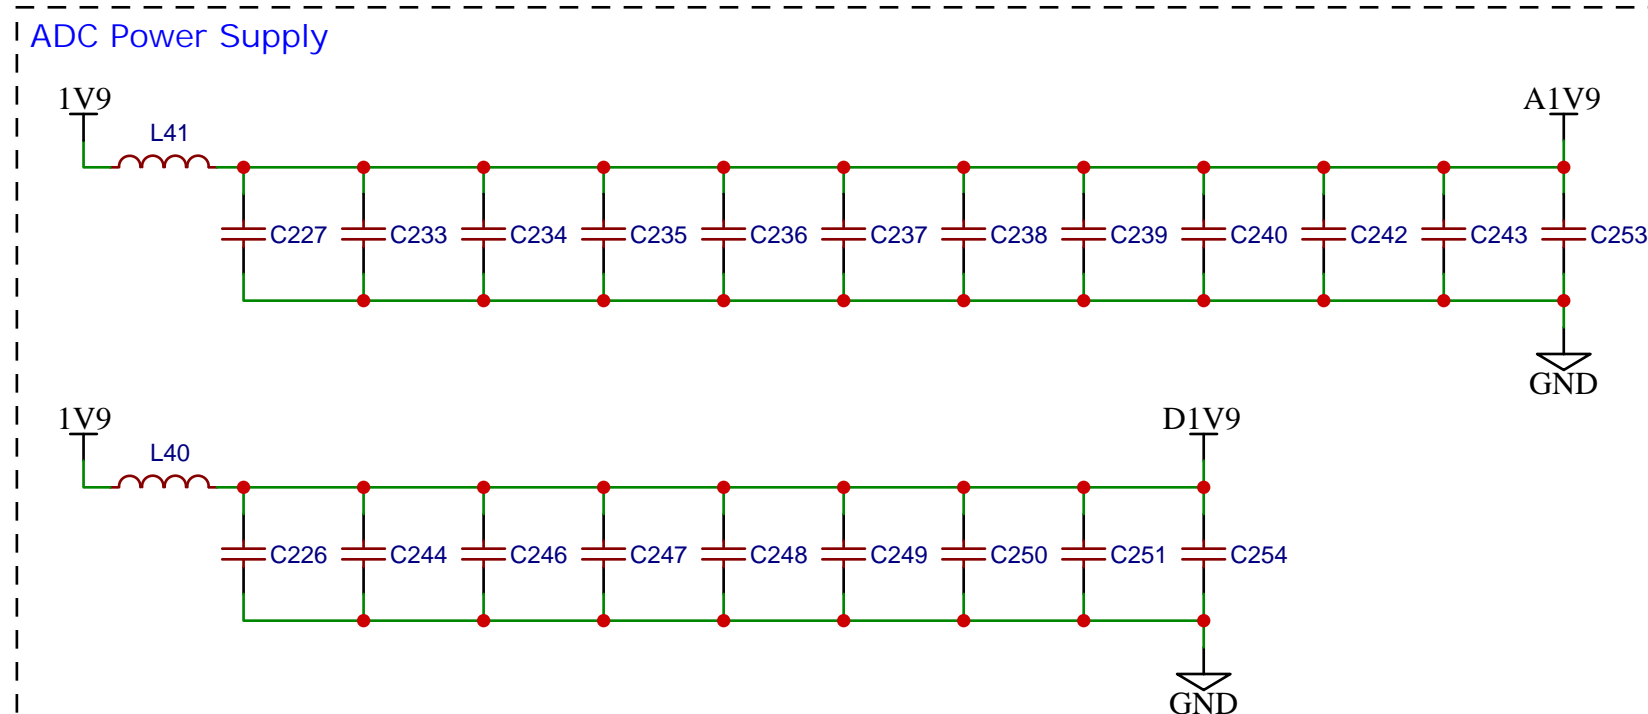 ADC Power Supply
1V9
A1V9
L41
C227 C233 C234 C235 C236 C237 C238 C239 C240 C242 C243 C253
GND
1V9
D1V9
L40
C226 C244 C246 C247 C248 C249 C250 C251 C254
GND